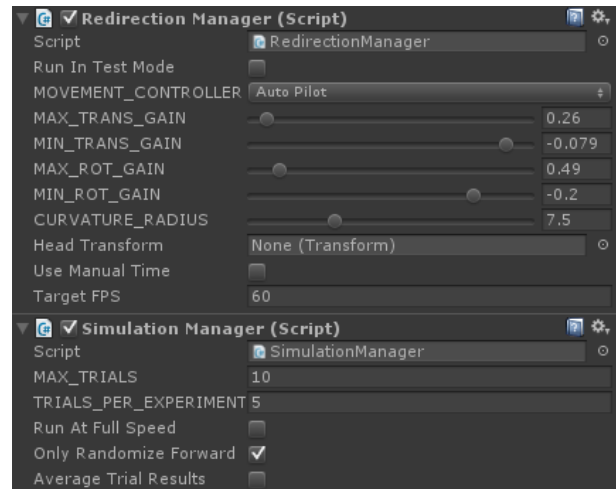 Redirection Manager (Script)
Script RedirectionManager
Run In Test Mode
MOVEMENT_CONTROLLER Auto Pilot
MAX_TRANS_GAIN 0.26
MIN_TRANS_GAIN -0.079
MAX_ROT_GAIN 0.49
MIN_ROT_GAIN -0.2
CURVATURE_RADIUS 7.5
Head Transform None (Transform)
Use Manual Time
Target FPS 60
Simulation Manager (Script)
Script SimulationManager
MAX_TRIALS 10
TRIALS_PER_EXPERIMENT 5
Run At Full Speed
Only Randomize Forward
Average Trial Results